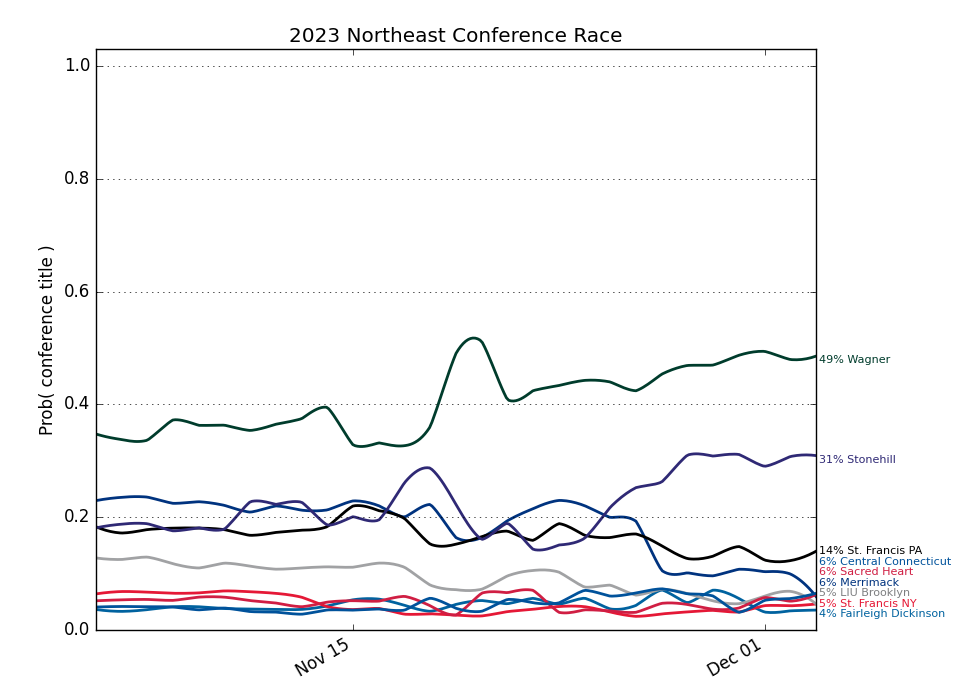 2023 Northeast Conference Race
Prob( conference title )
1.0
0.8
0.6
0.4
0.2
0.0
Nov 15
Dec 01
49% Wagner
31% Stonehill
14% St. Francis PA
6% Central Connecticut
6% Sacred Heart
6% Merrimack
5% LIU Brooklyn
5% St. Francis NY
4% Fairleigh Dickinson